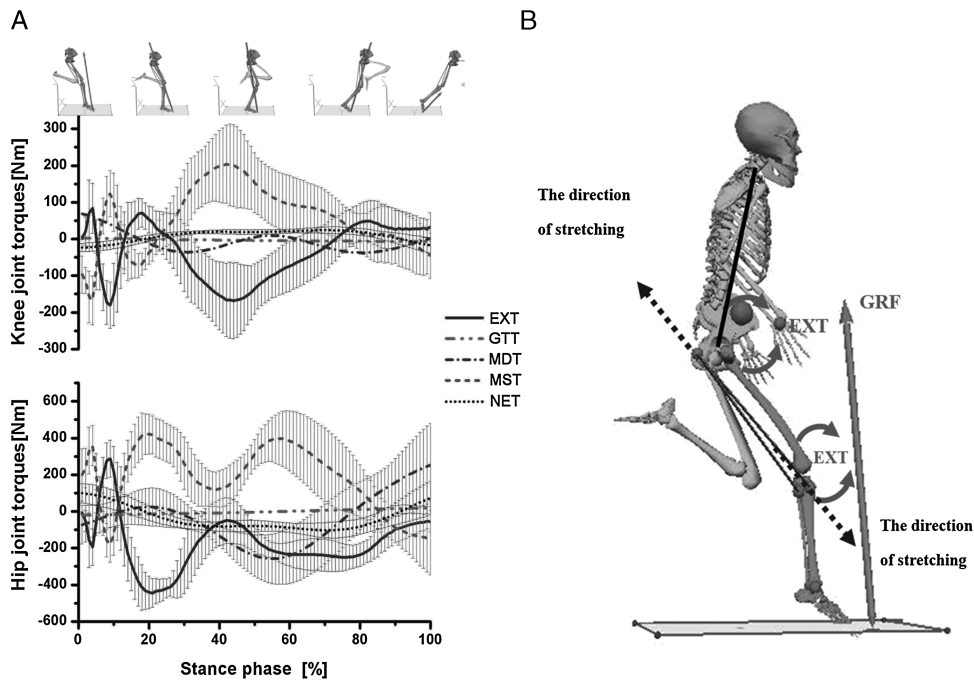 A
B
Knee joint torques[Nm]
300
200
100
0
-100
-200
-300
EXT
GTT
MDT
MST
NET
Hip joint torques[Nm]
600
400
200
0
-200
-400
-600
0
20
40
60
80
100
Stance phase [%]
The direction
of stretching
GRF
EXT
EXT
The direction
of stretching